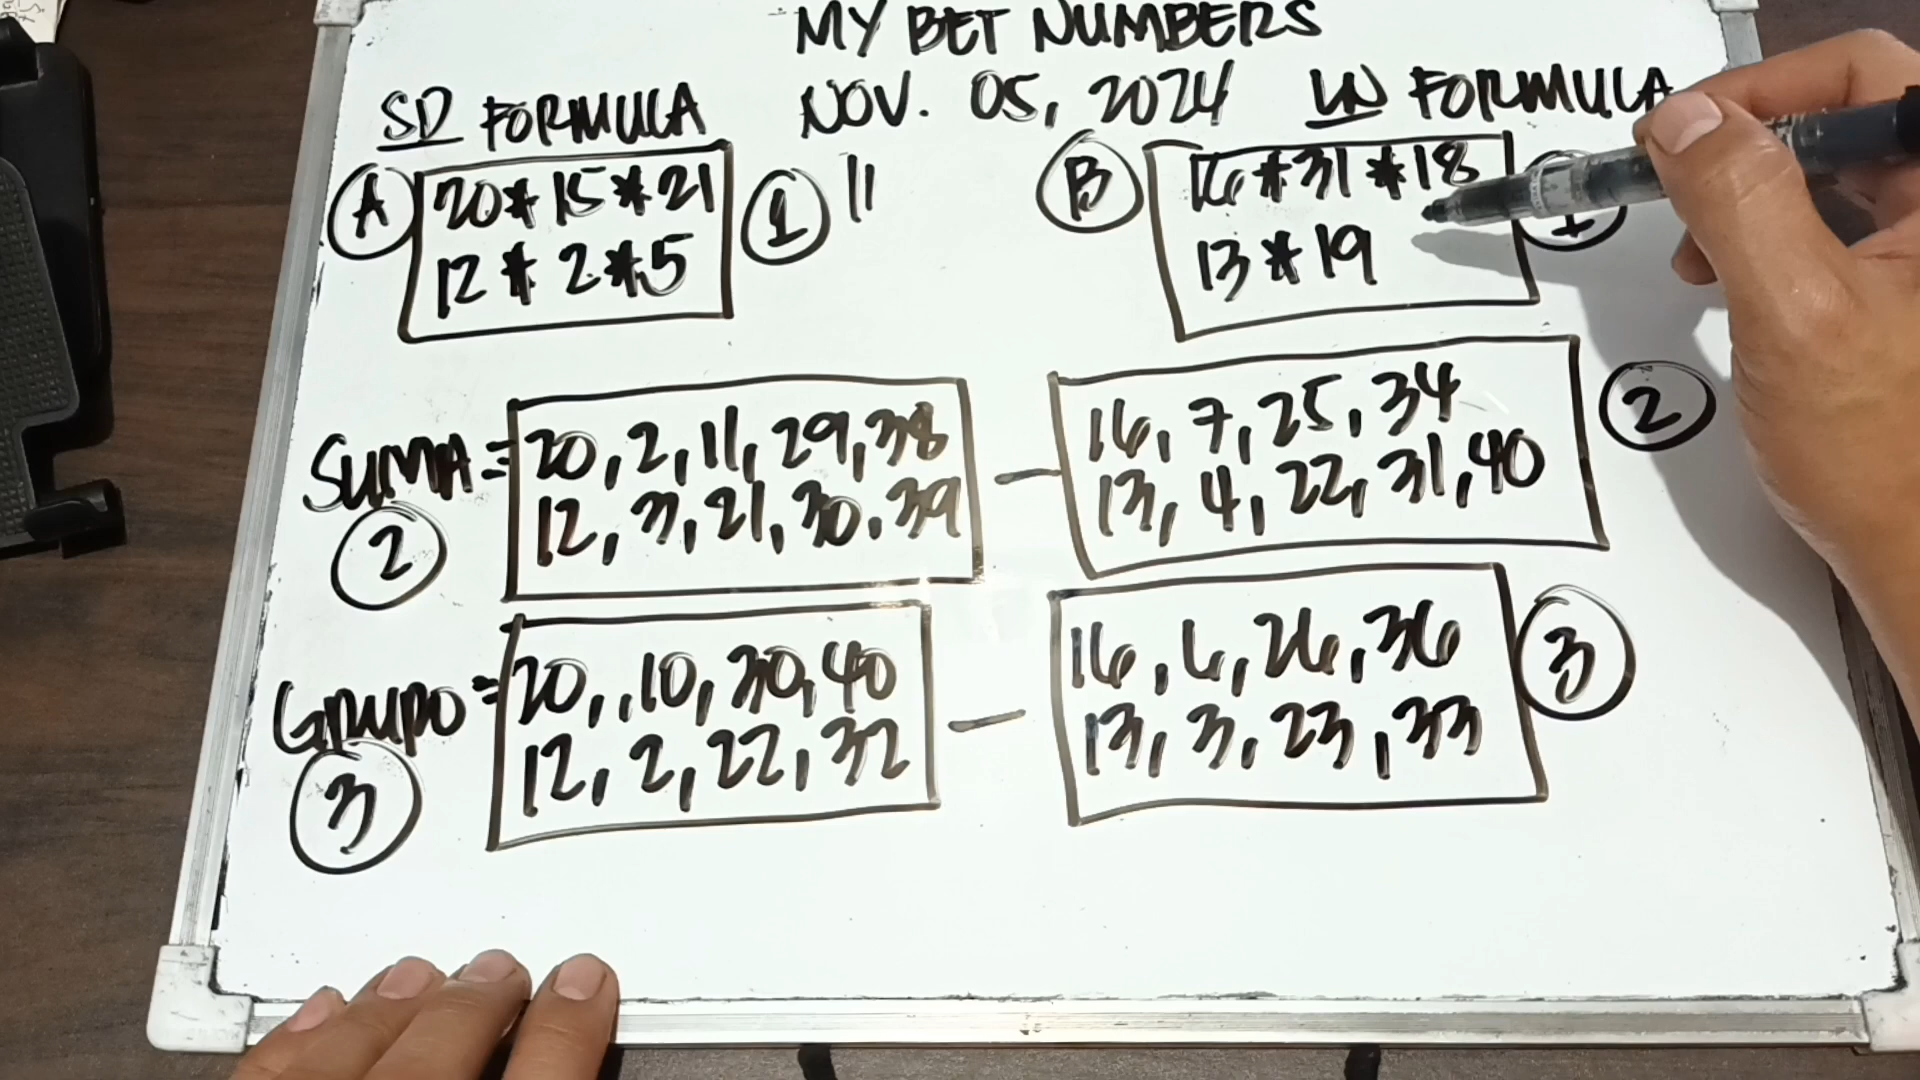 MY BET NUMBERS
SD FORMULA
NOV. 05, 2024
LN FORMULA
A
20*15*21
12*2*5
1
11
B
16*31*18
13*19
1
SUMA=
2
20, 2, 11, 29, 38
12, 3, 21, 30, 39
—
16, 7, 25, 34
13, 4, 22, 31, 40
2
GRUPO=
3
20, 10, 30, 40
12, 2, 22, 32
—
16, 6, 26, 36
13, 3, 23, 33
3